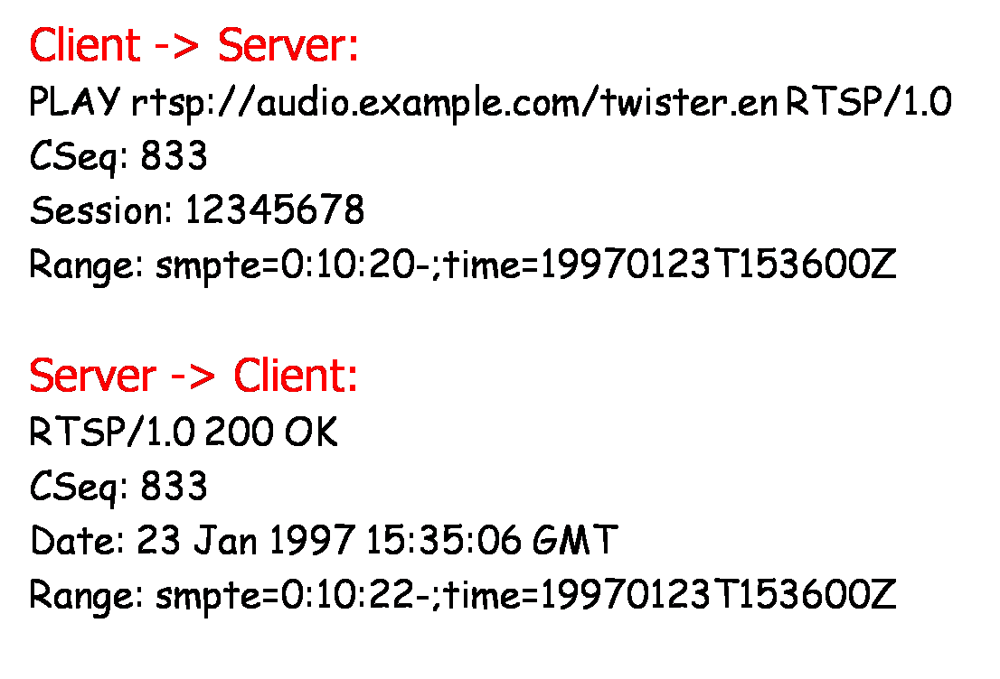 Client -> Server:
PLAY rtsp://audio.example.com/twister.en RTSP/1.0
CSeq: 833
Session: 12345678
Range: smpte=0:10:20-;time=19970123T153600Z
Server -> Client:
RTSP/1.0 200 OK
CSeq: 833
Date: 23 Jan 1997 15:35:06 GMT
Range: smpte=0:10:22-;time=19970123T153600Z